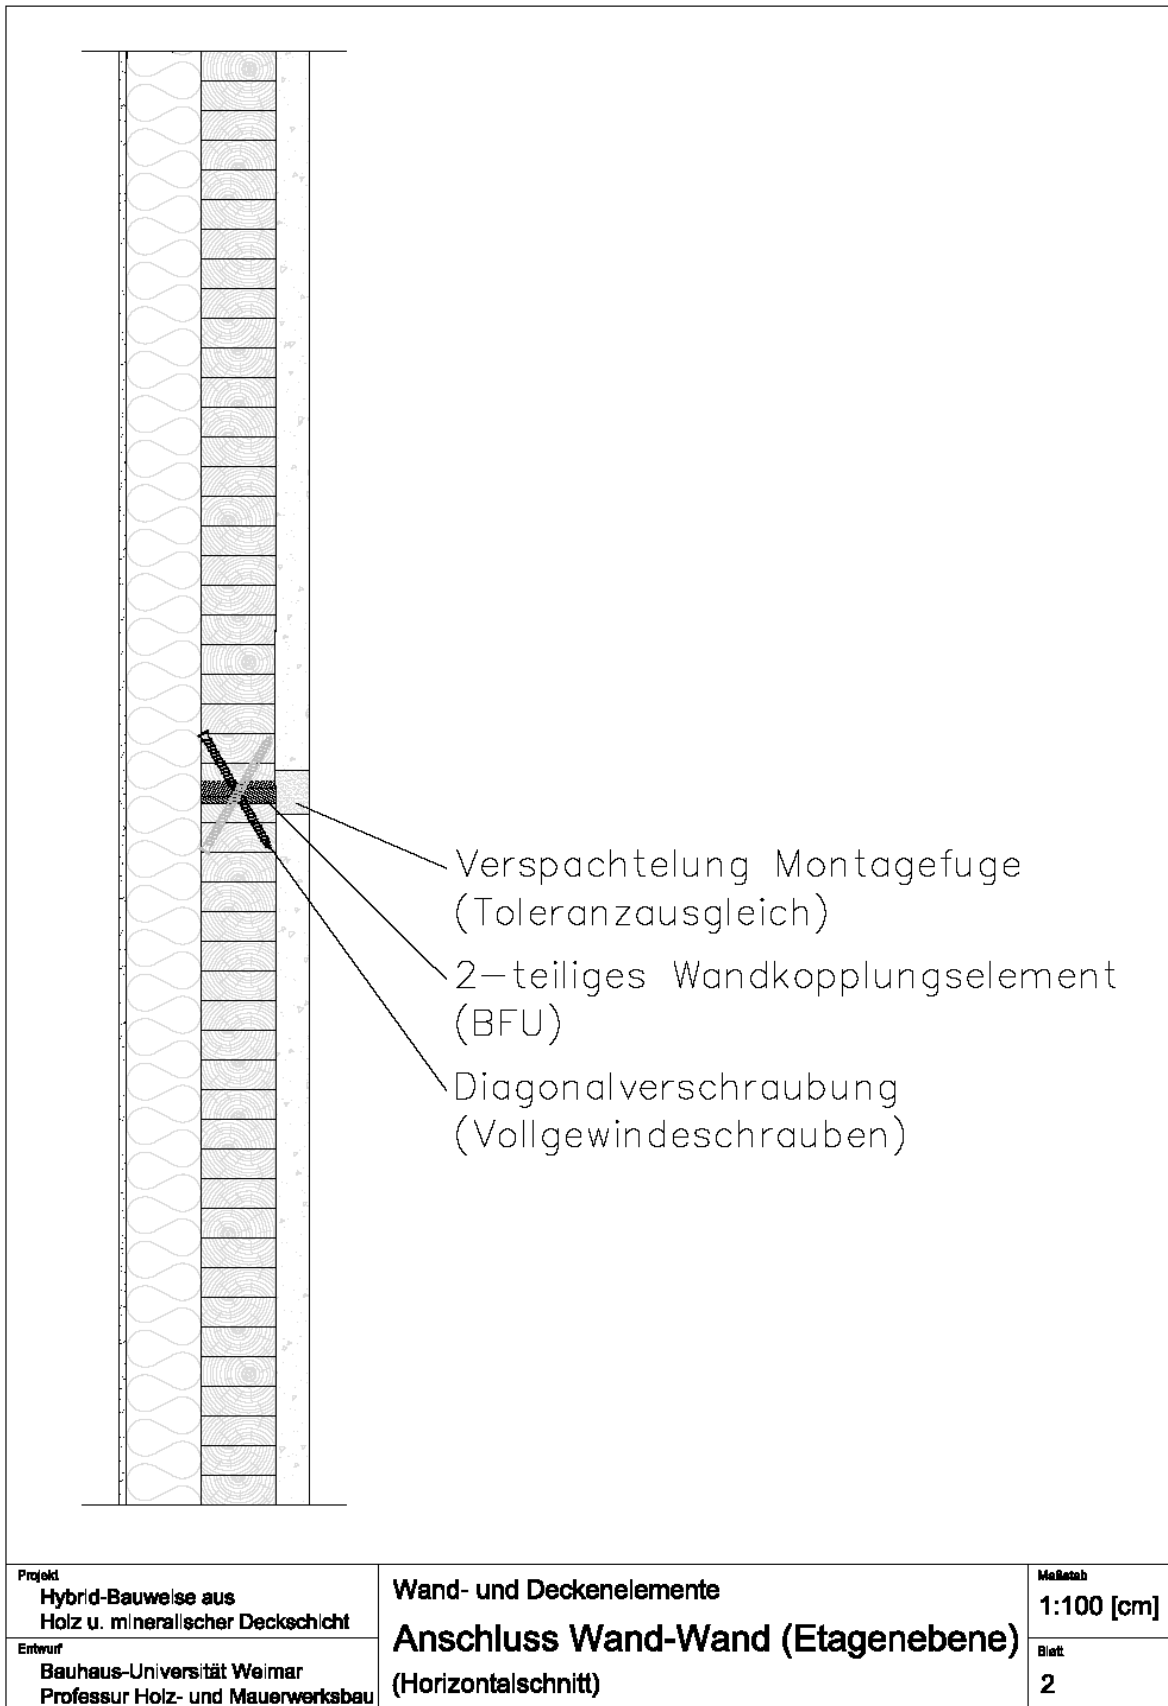 Verspachtelung Montagefuge
(Toleranzausgleich)
2-teiliges Wandkopplungselement
(BFU)
Diagonalverschraubung
(Vollgewindeschrauben)
Projekt
Hybrid-Bauweise aus
Holz u. mineralischer Deckschicht
Entwurf
Bauhaus-Universität Weimar
Professur Holz- und Mauerwerksbau
Wand- und Deckenelemente
Anschluss Wand-Wand (Etagenebene)
(Horizontalschnitt)
Maßstab
1:100 [cm]
Blatt
2